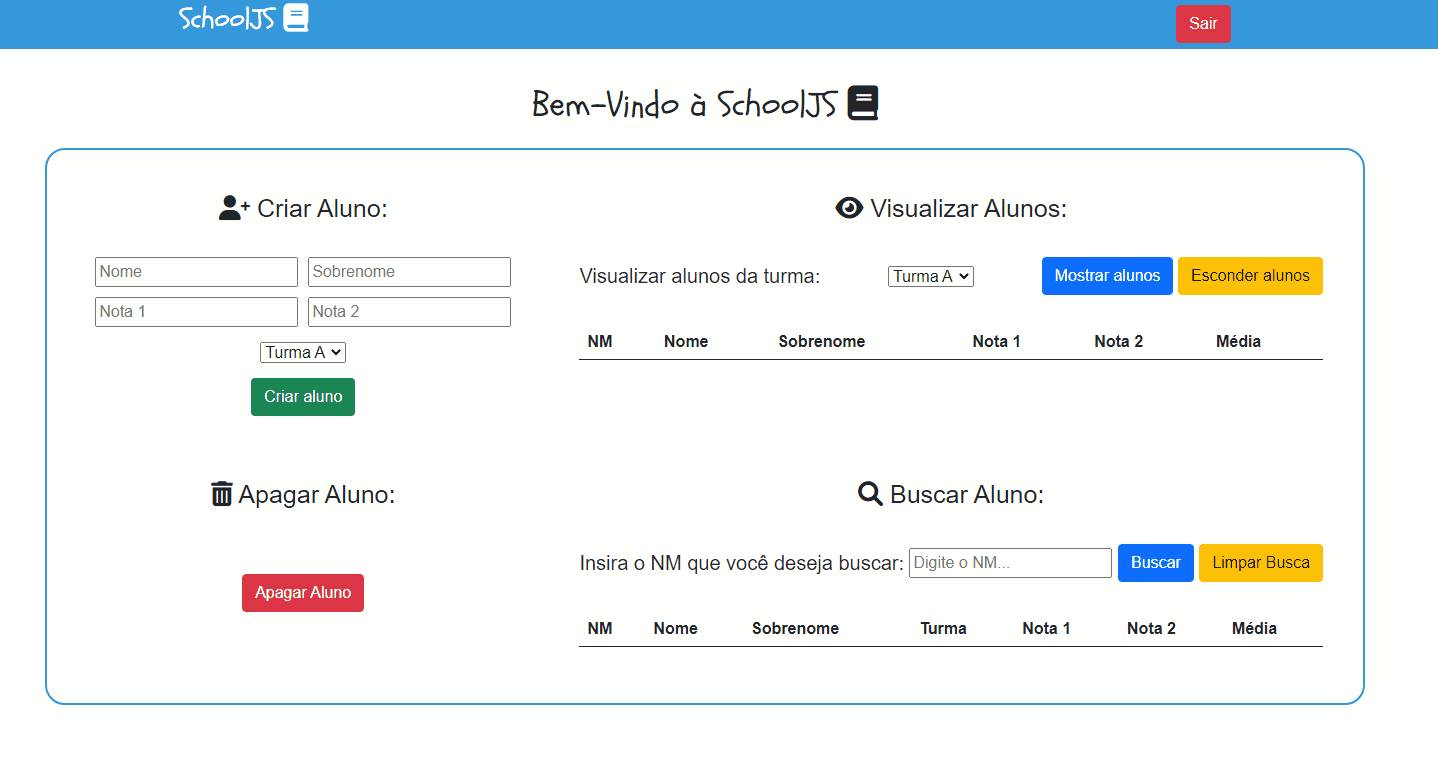 SchoolJS
Sair
Bem-Vindo à SchoolJS
Criar Aluno:
Nome Sobrenome
Nota 1 Nota 2
Turma A
Criar aluno
Visualizar Alunos:
Visualizar alunos da turma: Turma A Mostrar alunos Esconder alunos
NM Nome Sobrenome Nota 1 Nota 2 Média
Apagar Aluno:
Apagar Aluno
Buscar Aluno:
Insira o NM que você deseja buscar: Digite o NM... Buscar Limpar Busca
NM Nome Sobrenome Turma Nota 1 Nota 2 Média